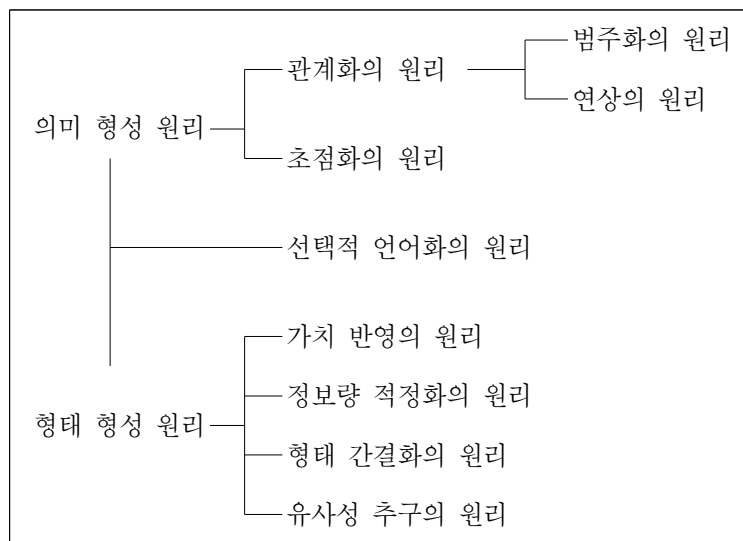 범주화의 원리
관계화의 원리
연상의 원리
의미 형성 원리
초점화의 원리
선택적 언어화의 원리
가치 반영의 원리
정보량 적정화의 원리
형태 형성 원리
형태 간결화의 원리
유사성 추구의 원리